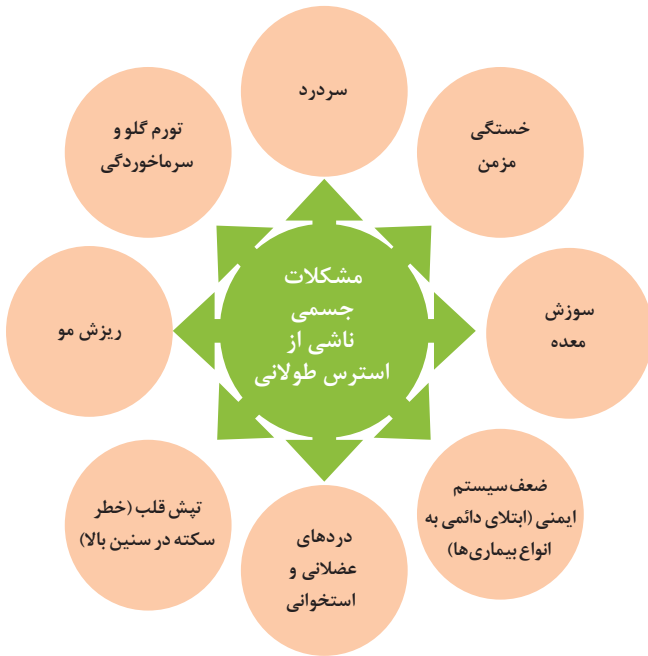 مشکلات
جسمی
ناشی از
استرس طولانی
سردرد
خستگی
مزمن
سوزش
معده
ضعف سیستم
ایمنی (ابتلای دائمی به
انواع بیماری‌ها)
دردهای
عضلانی و
استخوانی
تپش قلب (خطر
سکته در سنین بالا)
ریزش مو
تورم گلو و
سرماخوردگی